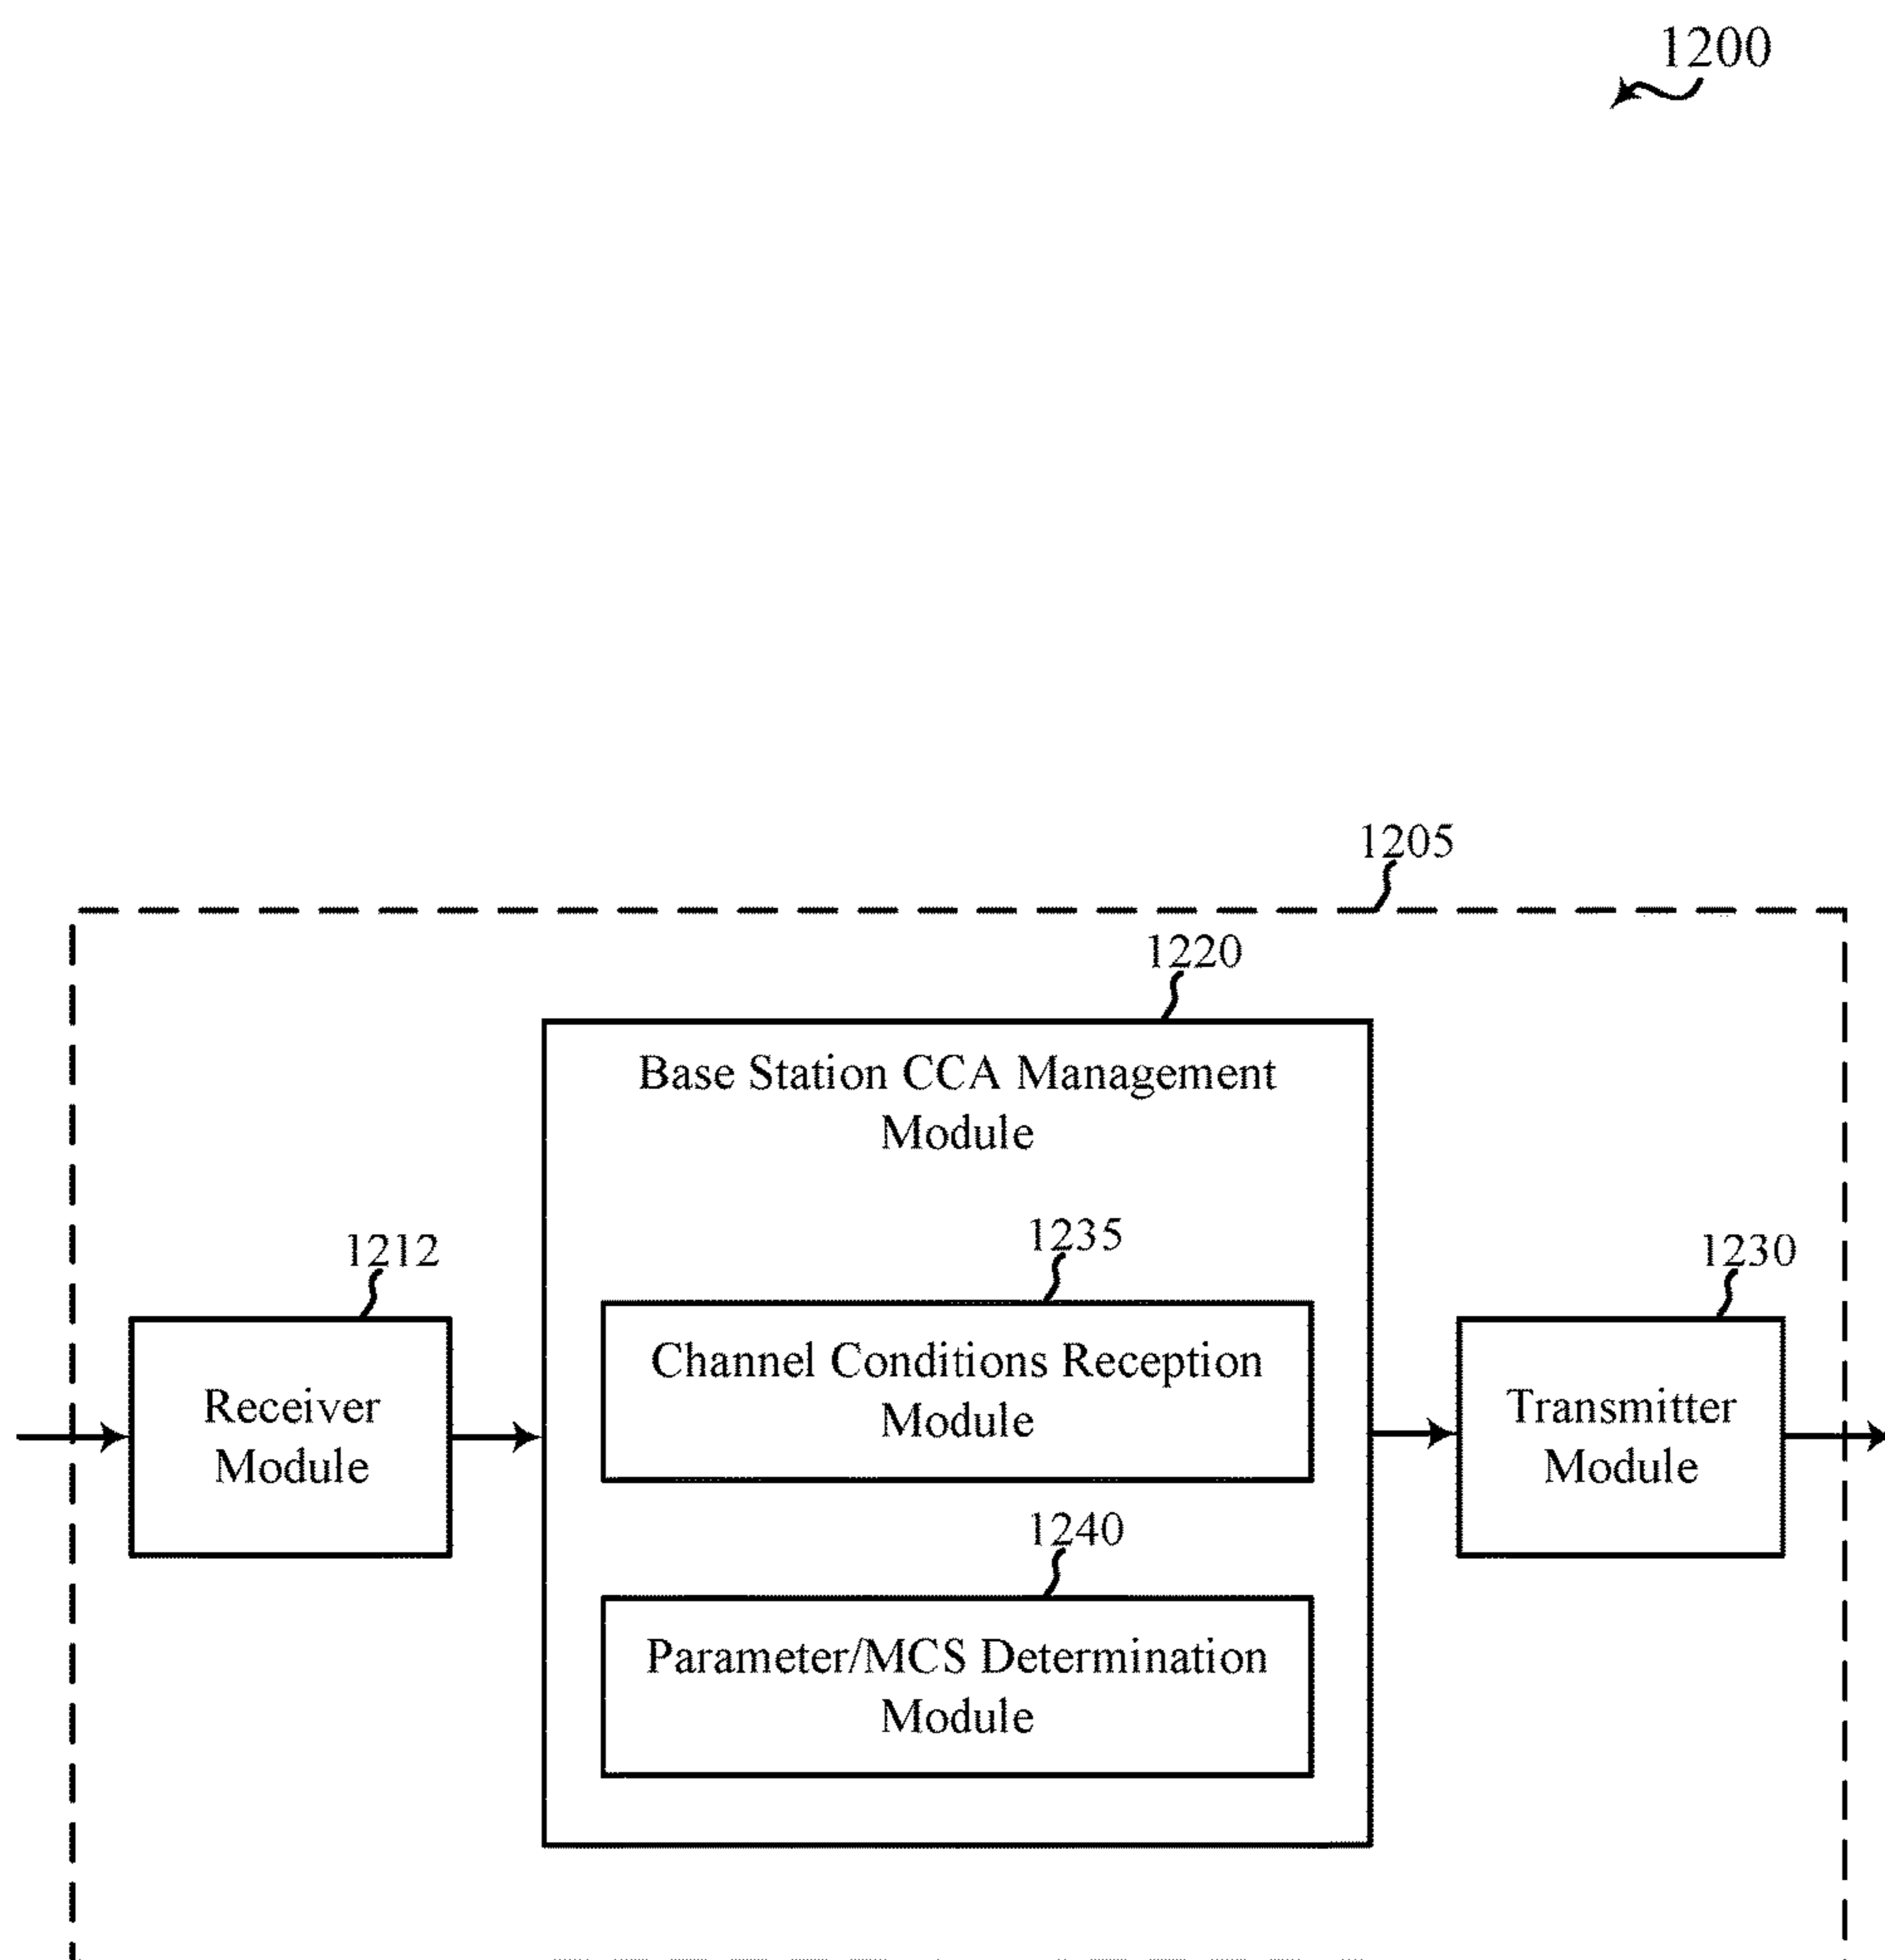 1200
1205
1220
Base Station CCA Management
Module
1212
1235
1230
Receiver
Module
Channel Conditions Reception
Module
Transmitter
Module
1240
Parameter/MCS Determination
Module